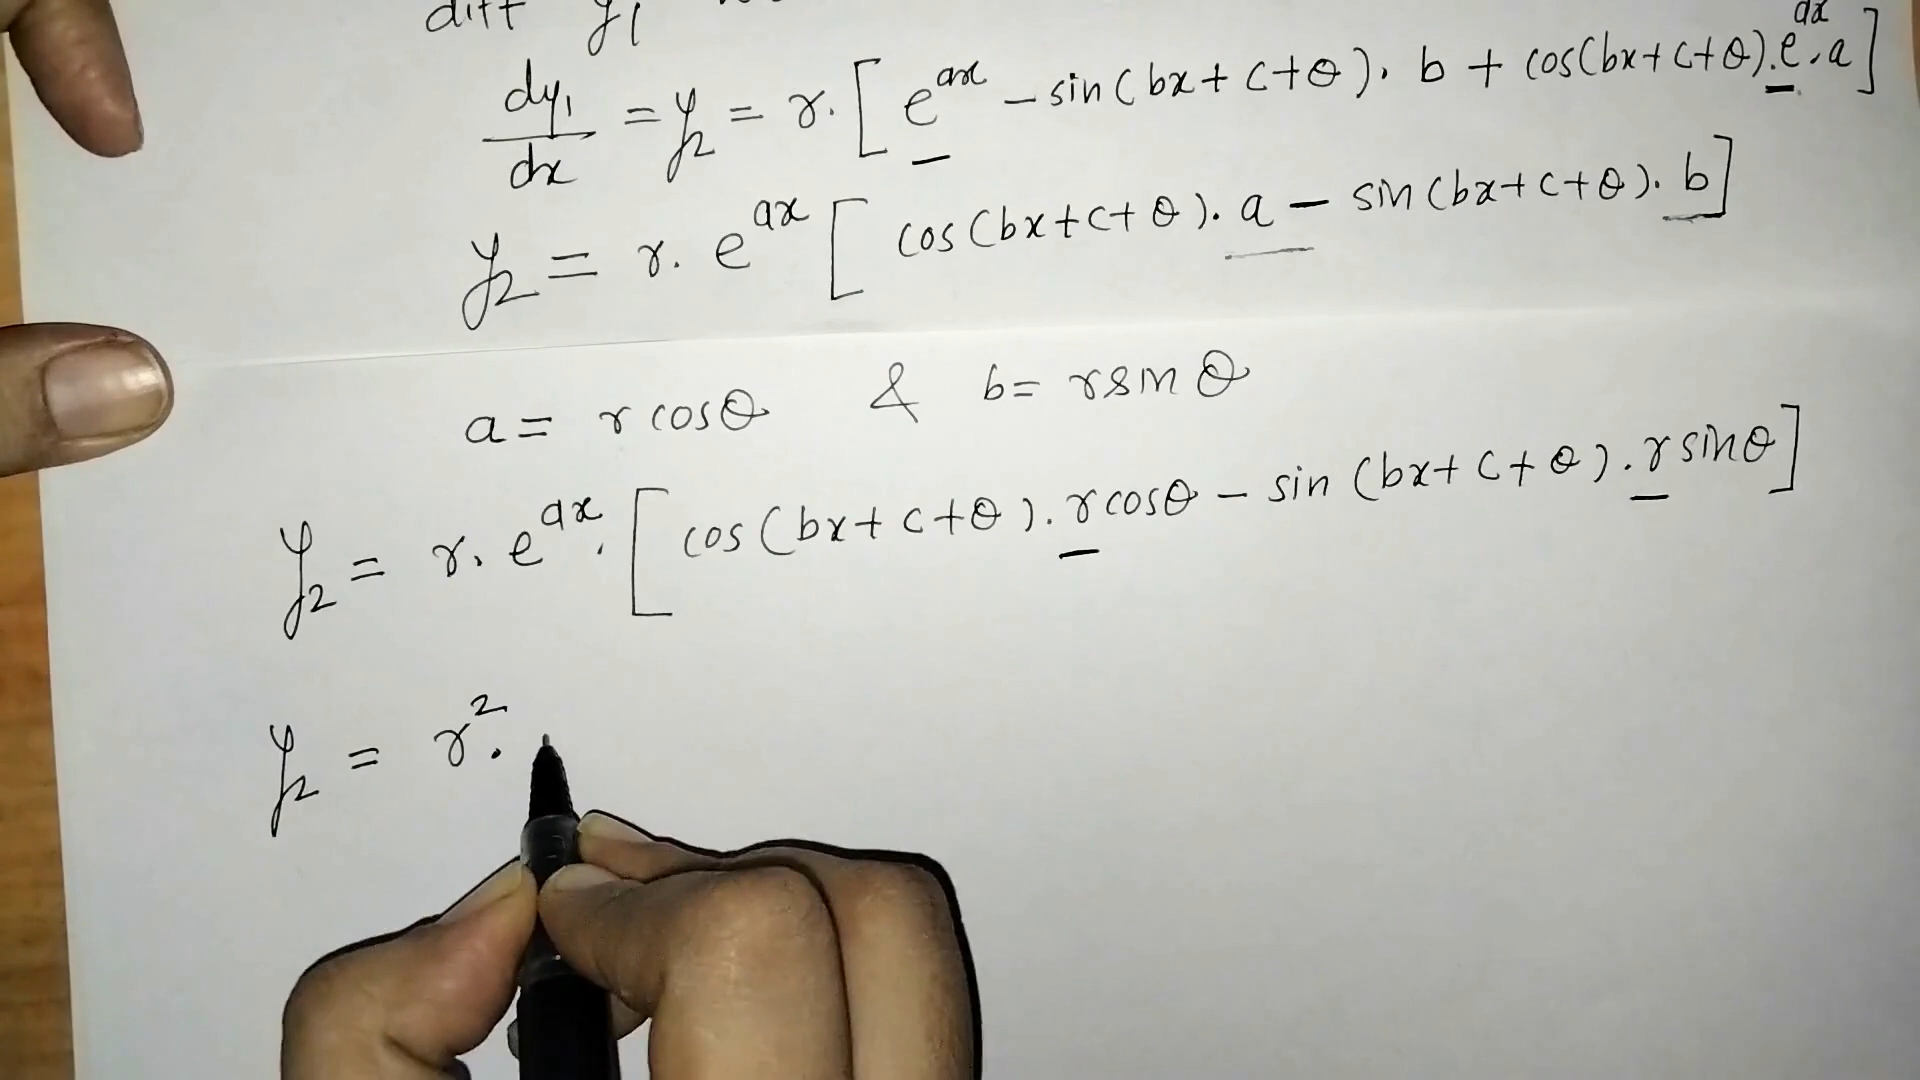 diff y₁
dy₁/dx = y₂ = r. [ e^{ax} – sin(bx+c+θ). b + cos(bx+c+θ).e^{ax}.a ]
y₂ = r. e^{ax} [ cos(bx+c+θ). a – sin(bx+c+θ). b ]
a = r cosθ & b = r sin θ
y₂ = r. e^{ax}. [ cos(bx+c+θ). r cosθ – sin(bx+c+θ). r sinθ ]
y₂ = r².